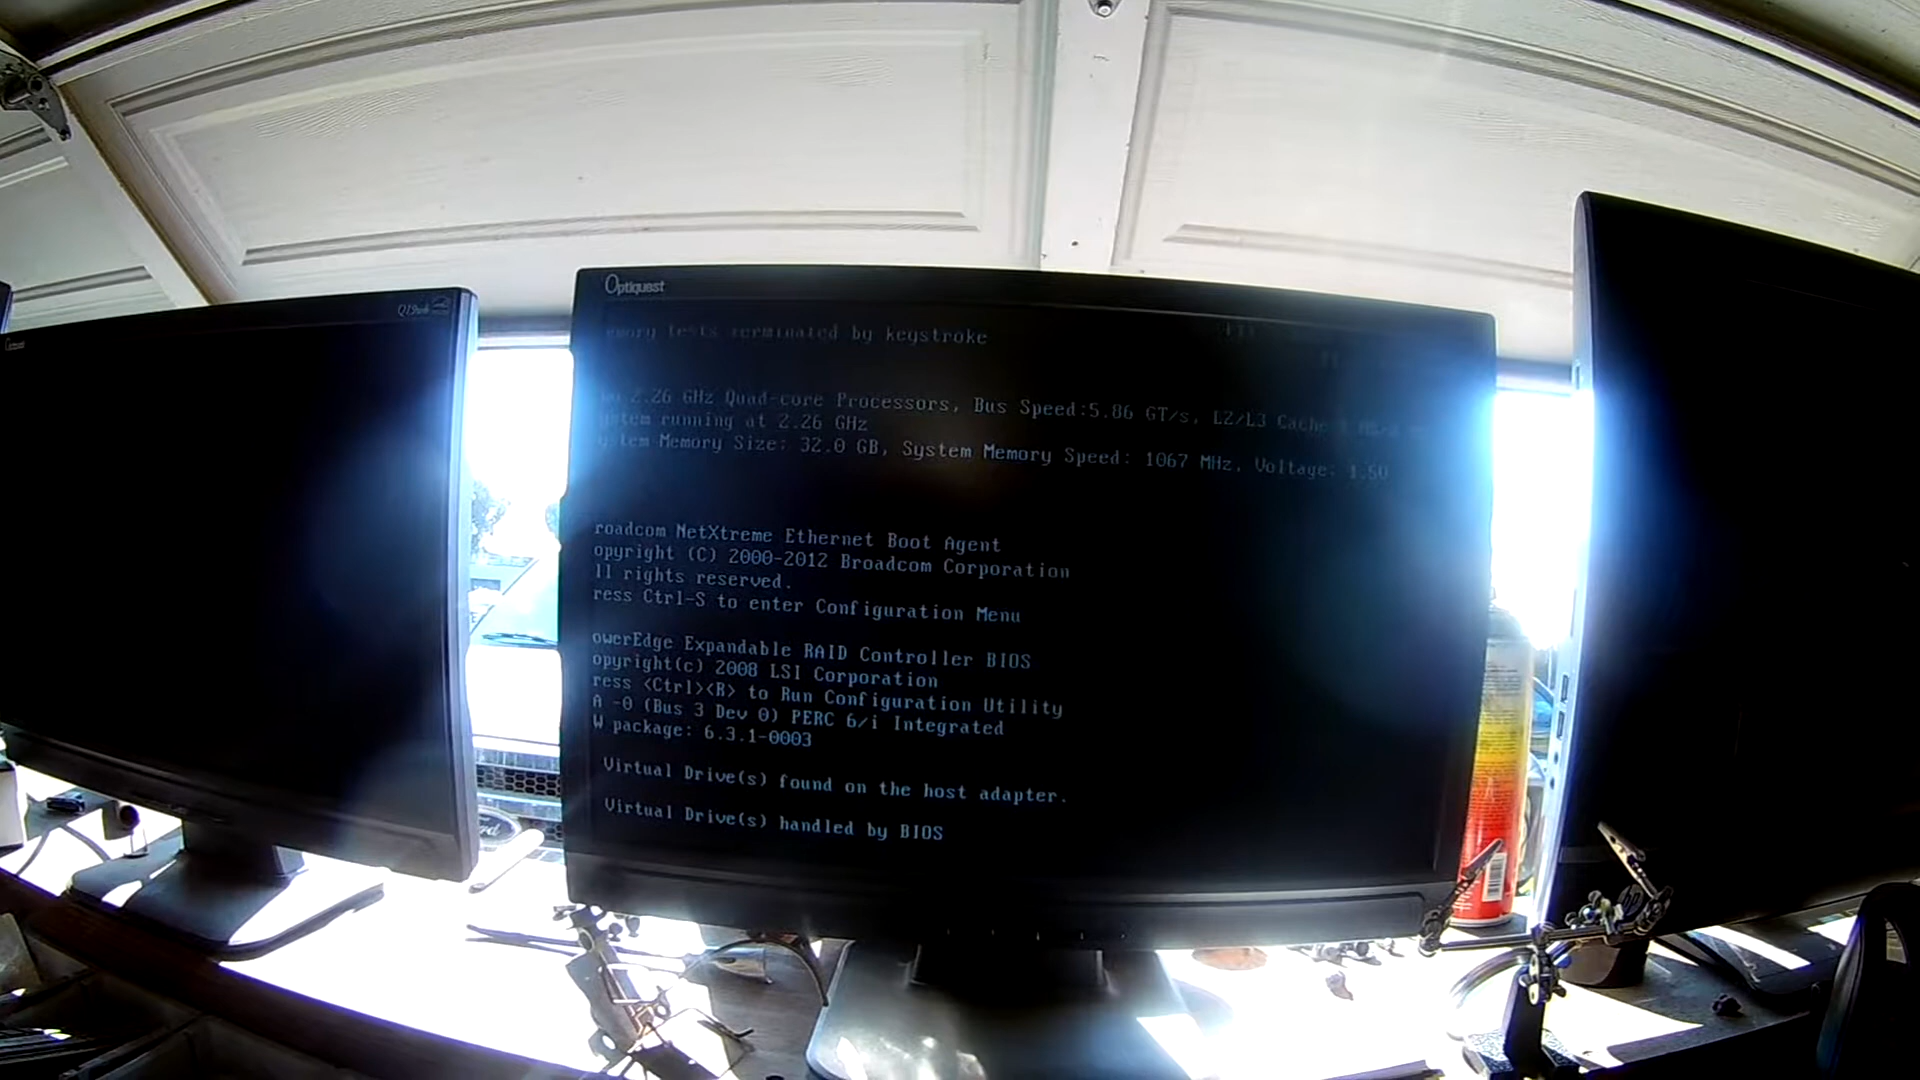 Optiquest
emory tests terminated by keystroke
2.26 GHz Quad-core Processors, Bus Speed:5.86 GT/s, L2/L3 Cache
stem running at 2.26 GHz
ystem Memory Size: 32.0 GB, System Memory Speed: 1067 MHz, Voltage: 1.50
roadcom NetXtreme Ethernet Boot Agent
opyright (C) 2000-2012 Broadcom Corporation
ll rights reserved.
ress Ctrl-S to enter Configuration Menu
owerEdge Expandable RAID Controller BIOS
opyright(c) 2008 LSI Corporation
ress <Ctrl><R> to Run Configuration Utility
A -0 (Bus 3 Dev 0) PERC 6/i Integrated
W package: 6.3.1-0003
Virtual Drive(s) found on the host adapter.
Virtual Drive(s) handled by BIOS